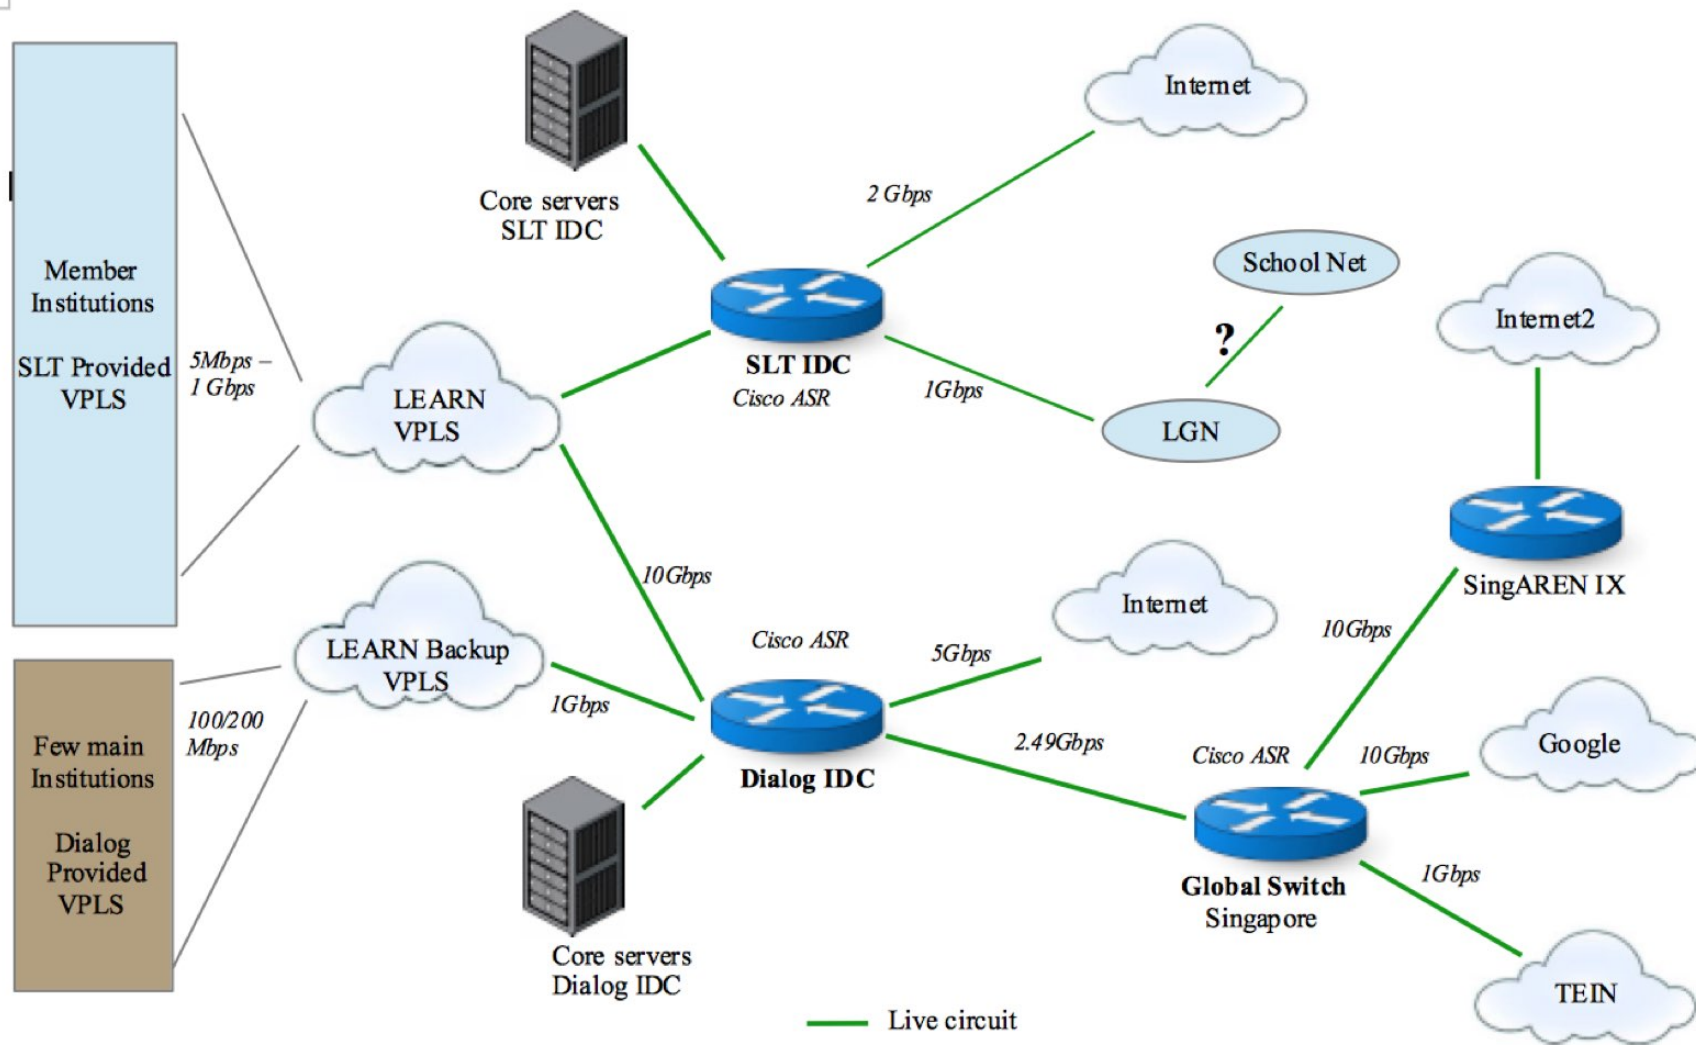 Internet
Core servers
SLT IDC
2 Gbps
School Net
Member
Institutions
SLT Provided
VPLS
5Mbps –
1 Gbps
LEARN
VPLS
SLT IDC
Cisco ASR
1Gbps
?
LGN
Internet2
SingAREN IX
10Gbps
Internet
10Gbps
Cisco ASR
5Gbps
LEARN Backup
VPLS
1Gbps
100/200
Mbps
Few main
Institutions
Dialog
Provided
VPLS
Dialog IDC
2.49Gbps
Cisco ASR
10Gbps
Google
Global Switch
Singapore
1Gbps
TEIN
Core servers
Dialog IDC
Live circuit